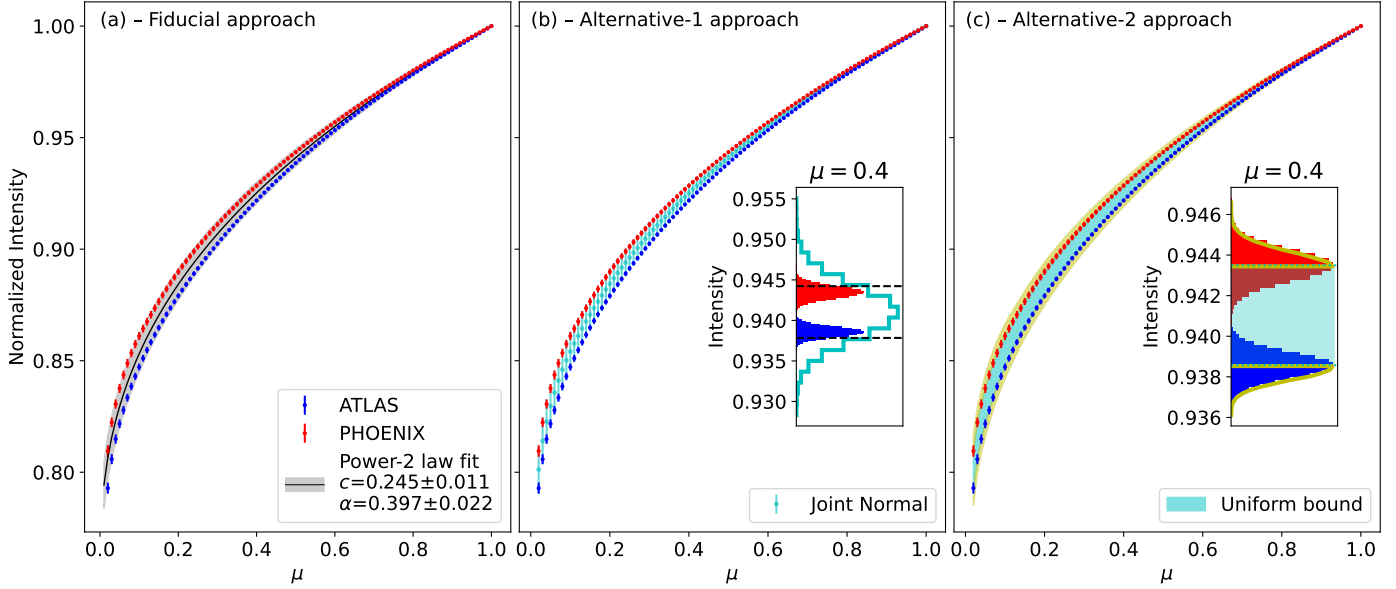 (a) – Fiducial approach
(b) – Alternative-1 approach
(c) – Alternative-2 approach
Normalized Intensity
1.00
0.95
0.90
0.85
0.80
ATLAS
PHOENIX
Power-2 law fit
c=0.245±0.011
α=0.397±0.022
0.0 0.2 0.4 0.6 0.8 1.0
μ
μ = 0.4
Intensity
0.955
0.950
0.945
0.940
0.935
0.930
Joint Normal
0.0 0.2 0.4 0.6 0.8 1.0
μ
μ = 0.4
Intensity
0.946
0.944
0.942
0.940
0.938
0.936
Uniform bound
0.0 0.2 0.4 0.6 0.8 1.0
μ